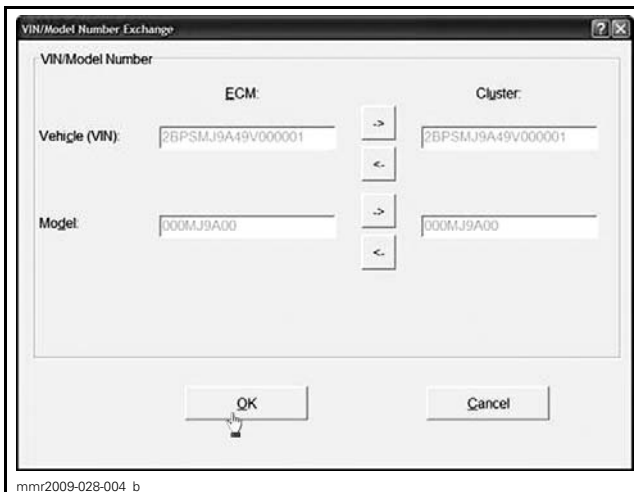 VIN/Model Number Exchange
VIN/Model Number
ECM: Cluster:
->
Vehicle (VIN): 2BPSMJ9A49V000001 2BPSMJ9A49V000001
<-
->
Model: 000MJ9A00 000MJ9A00
<-
OK Cancel
mmr2009-028-004_b